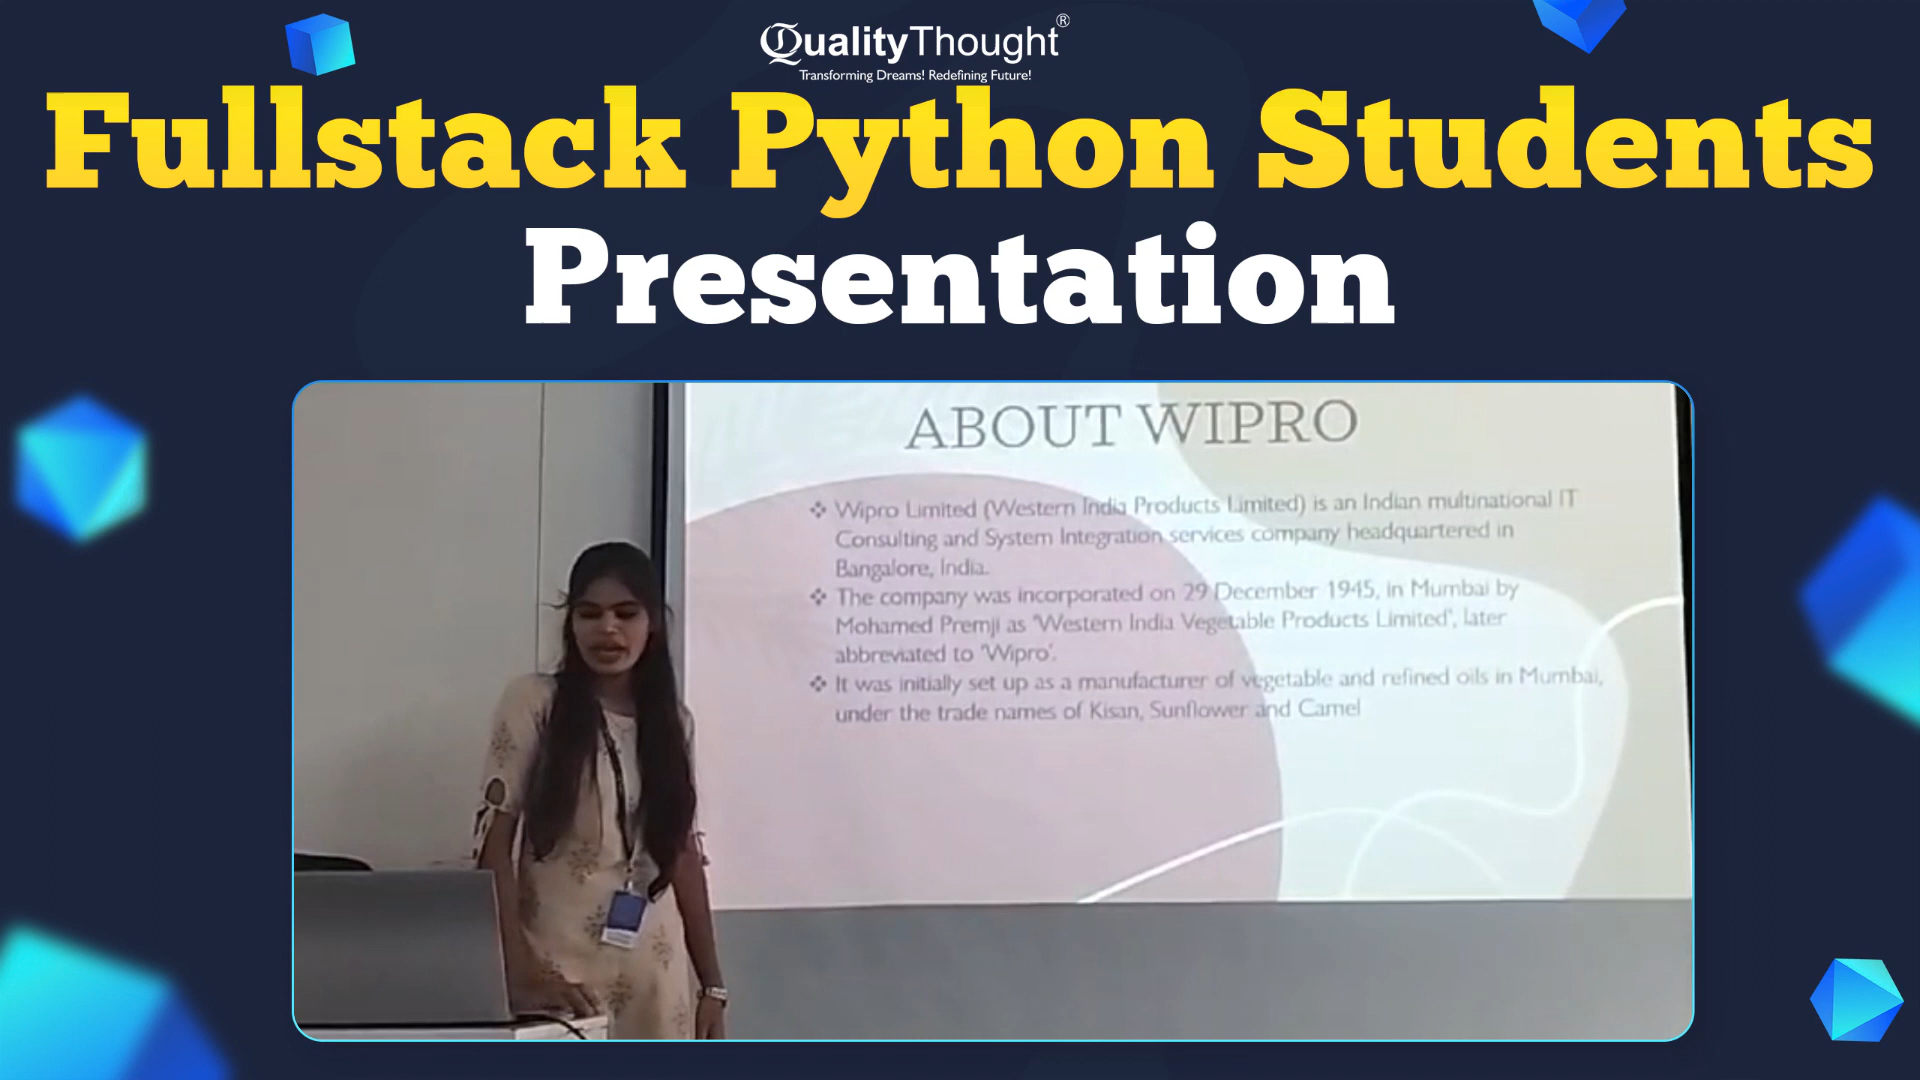 QualityThought®
Transforming Dreams! Redefining Future!
Fullstack Python Students
Presentation
ABOUT WIPRO
❖ Wipro Limited (Western India Products Limited) is an Indian multinational IT
Consulting and System Integration services company headquartered in
Bangalore, India.
❖ The company was incorporated on 29 December 1945, in Mumbai by
Mohamed Premji as 'Western India Vegetable Products Limited', later
abbreviated to 'Wipro'.
❖ It was initially set up as a manufacturer of vegetable and refined oils in Mumbai,
under the trade names of Kisan, Sunflower and Camel